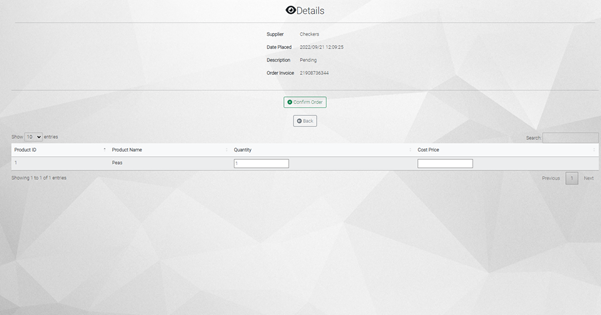 Details
Supplier Checkers
Date Placed 2022/09/21 12:09:25
Description Pending
Order Invoice 21908736344
Confirm Order
Back
Show 10 entries Search:
Product ID Product Name Quantity Cost Price
1 Peas 1
Showing 1 to 1 of 1 entries Previous 1 Next